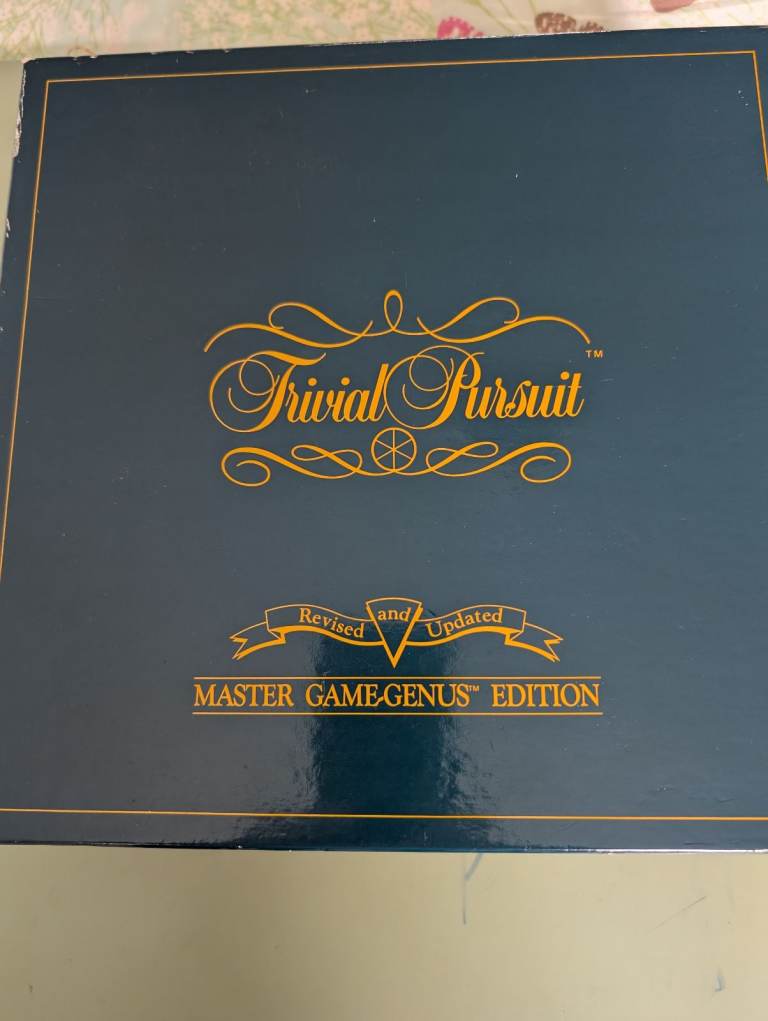 Trivial Pursuit™
Revised and Updated
MASTER GAME-GENUS™ EDITION